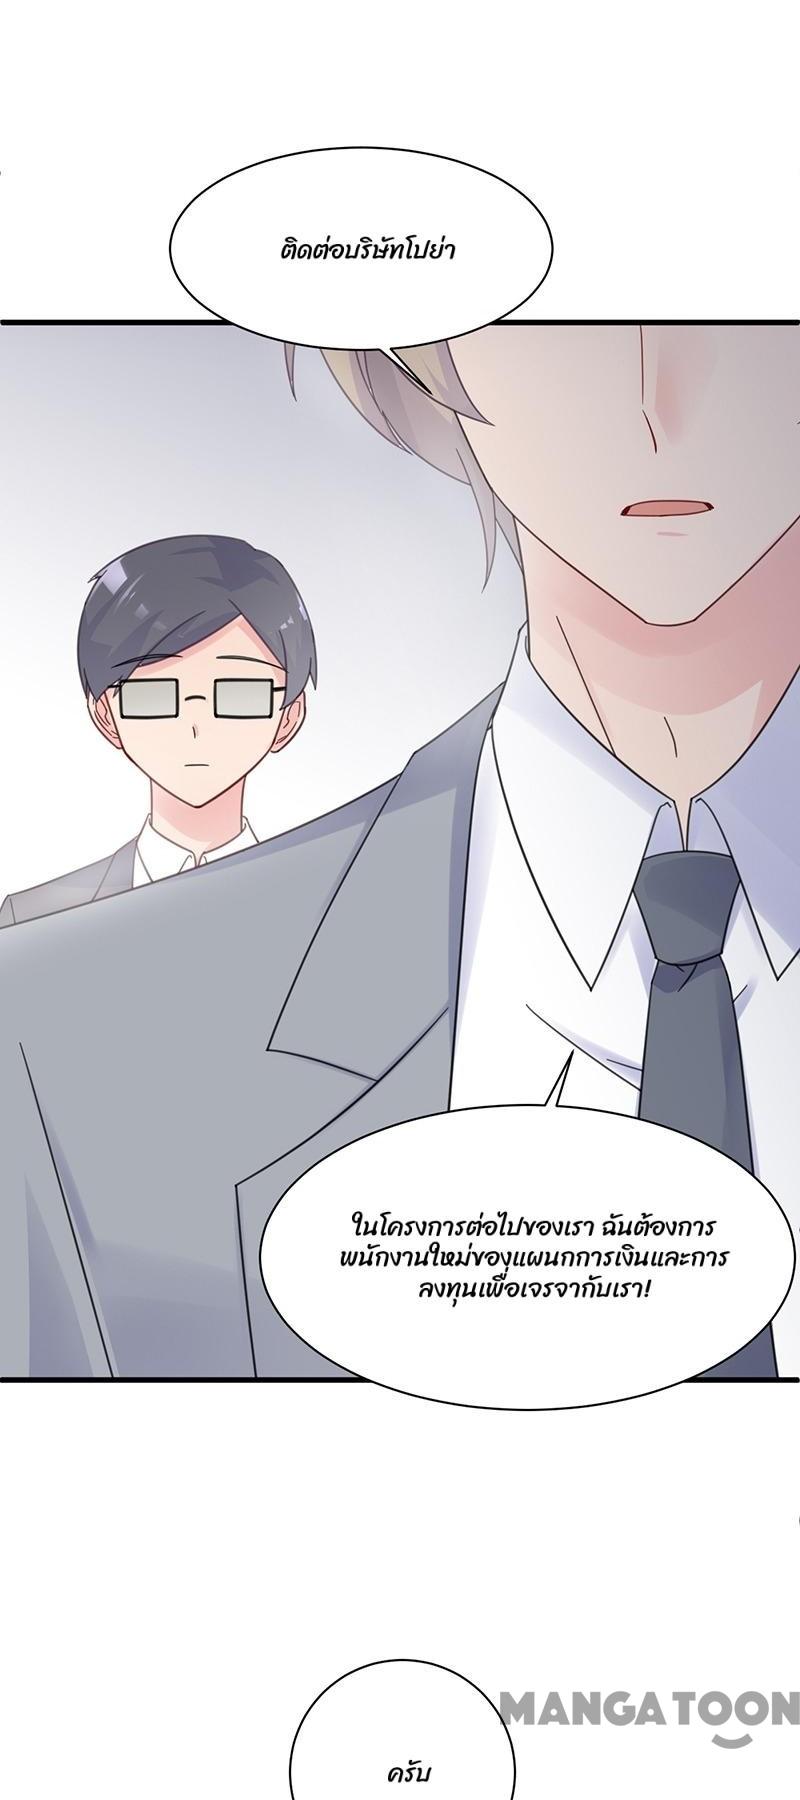 ติดต่อบริษัทโปย่า
ในโครงการต่อไปของเรา ฉันต้องการ
พนักงานใหม่ของแผนกการเงินและการ
ลงทุนเพื่อเจรจากับเรา!
MANGATOON
ครับ